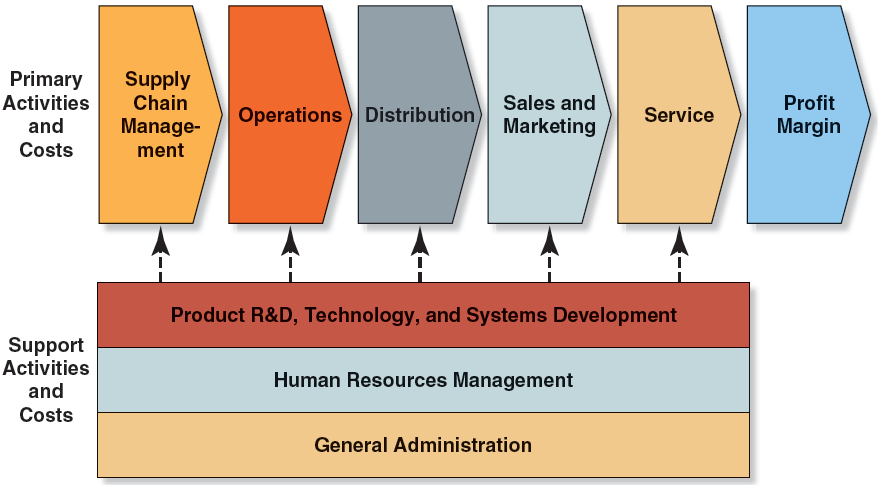 Primary
Activities
and
Costs
Supply
Chain
Manage-
ment
Operations
Distribution
Sales and
Marketing
Service
Profit
Margin
Support
Activities
and
Costs
Product R&D, Technology, and Systems Development
Human Resources Management
General Administration